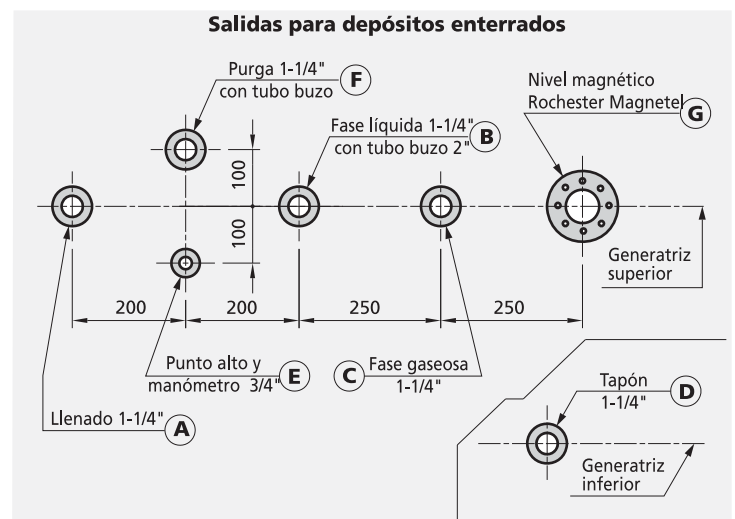 Salidas para depósitos enterrados
Purga 1-1/4"
con tubo buzo
F
Nivel magnético
Rochester Magnetel
G
Fase líquida 1-1/4"
con tubo buzo 2"
B
100
100
Generatriz
superior
200
200
250
250
Punto alto y
manómetro 3/4"
E
C
Fase gaseosa
1-1/4"
Tapón
1-1/4"
D
Llenado 1-1/4"
A
Generatriz
inferior